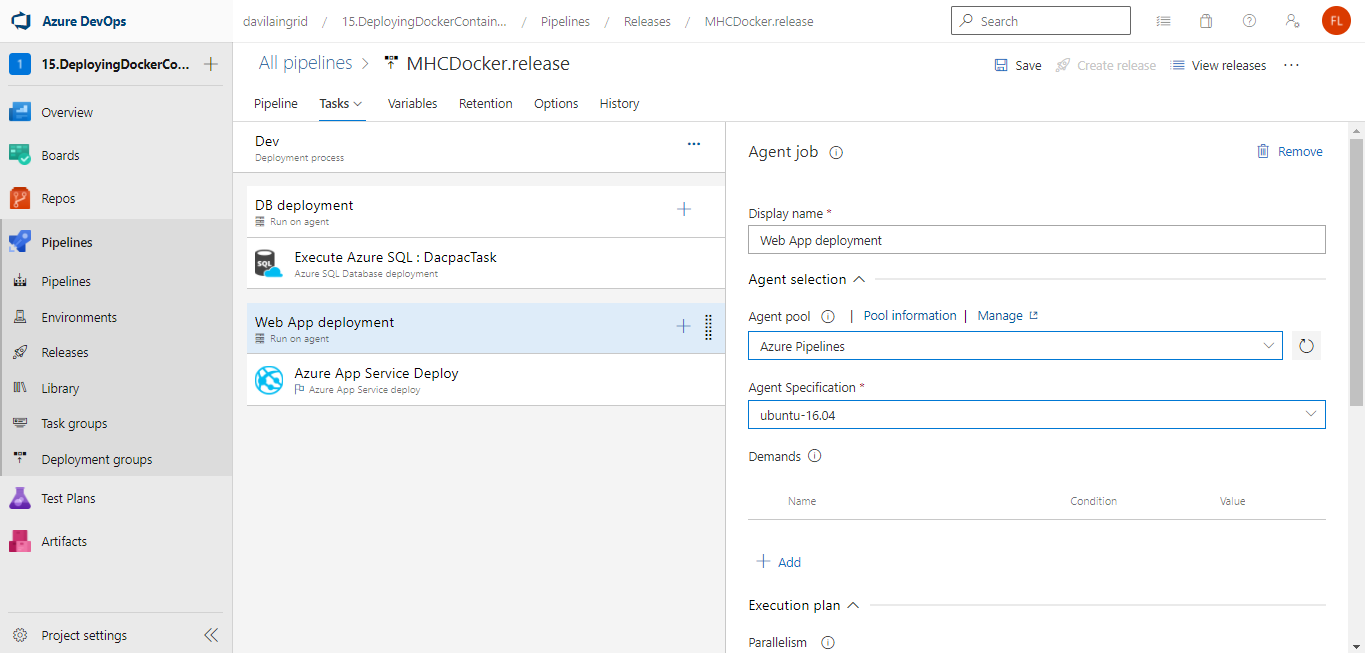 Azure DevOps
davilaingrid / 15.DeployingDockerContain... / Pipelines / Releases / MHCDocker.release
Search
FL
1 15.DeployingDockerCo...
Overview
Boards
Repos
Pipelines
Pipelines
Environments
Releases
Library
Task groups
Deployment groups
Test Plans
Artifacts
Project settings
All pipelines > MHCDocker.release
Save
Create release
View releases
...
Pipeline Tasks Variables Retention Options History
Dev
Deployment process
...
DB deployment
Run on agent
Execute Azure SQL : DacpacTask
SQL
Azure SQL Database deployment
Web App deployment
Run on agent
Azure App Service Deploy
Azure App Service deploy
Agent job
Remove
Display name *
Web App deployment
Agent selection
Agent pool | Pool information | Manage
Azure Pipelines
Agent Specification *
ubuntu-16.04
Demands
Name Condition Value
Add
Execution plan
Parallelism